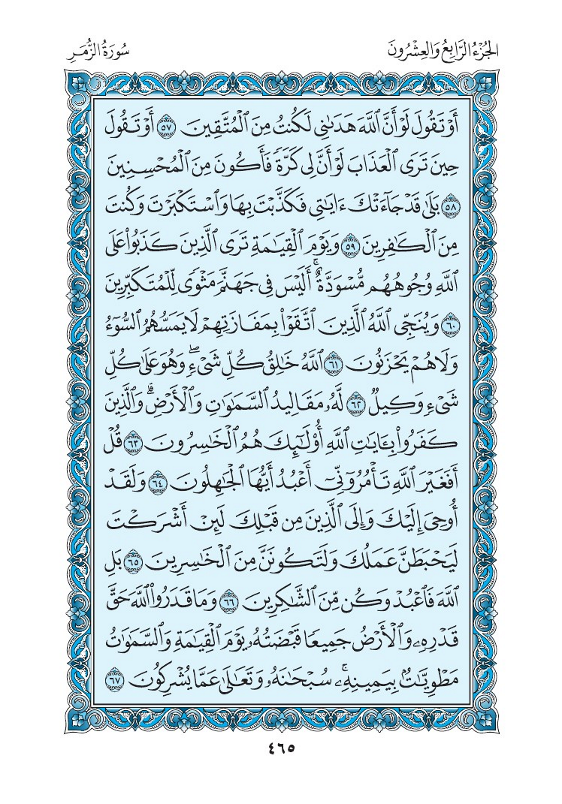 الجُزْءُ الرَّابِعُ وَالعِشْرُونَ
سُورَةُ الزُّمَرِ
أَوْ تَقُولَ لَوْ أَنَّ ٱللَّهَ هَدَىٰنِى لَكُنتُ مِنَ ٱلْمُتَّقِينَ ٥٧ أَوْ تَقُولَ
حِينَ تَرَى ٱلْعَذَابَ لَوْ أَنَّ لِى كَرَّةً فَأَكُونَ مِنَ ٱلْمُحْسِنِينَ
٥٨ بَلَىٰ قَدْ جَآءَتْكَ ءَايَٰتِى فَكَذَّبْتَ بِهَا وَٱسْتَكْبَرْتَ وَكُنتَ
مِنَ ٱلْكَٰفِرِينَ ٥٩ وَيَوْمَ ٱلْقِيَٰمَةِ تَرَى ٱلَّذِينَ كَذَبُوا۟ عَلَى
ٱللَّهِ وُجُوهُهُم مُّسْوَدَّةٌ ۚ أَلَيْسَ فِى جَهَنَّمَ مَثْوًى لِّلْمُتَكَبِّرِينَ
٦٠ وَيُنَجِّى ٱللَّهُ ٱلَّذِينَ ٱتَّقَوْا۟ بِمَفَازَتِهِمْ لَا يَمَسُّهُمُ ٱلسُّوٓءُ
وَلَا هُمْ يَحْزَنُونَ ٦١ ٱللَّهُ خَٰلِقُ كُلِّ شَىْءٍ ۖ وَهُوَ عَلَىٰ كُلِّ
شَىْءٍ وَكِيلٌ ٦٢ لَّهُۥ مَقَالِيدُ ٱلسَّمَٰوَٰتِ وَٱلْأَرْضِ ۗ وَٱلَّذِينَ
كَفَرُوا۟ بِـَٔايَٰتِ ٱللَّهِ أُو۟لَٰٓئِكَ هُمُ ٱلْخَٰسِرُونَ ٦٣ قُلْ
أَفَغَيْرَ ٱللَّهِ تَأْمُرُوٓنِّىٓ أَعْبُدُ أَيُّهَا ٱلْجَٰهِلُونَ ٦٤ وَلَقَدْ
أُوحِىَ إِلَيْكَ وَإِلَى ٱلَّذِينَ مِن قَبْلِكَ لَئِنْ أَشْرَكْتَ
لَيَحْبَطَنَّ عَمَلُكَ وَلَتَكُونَنَّ مِنَ ٱلْخَٰسِرِينَ ٦٥ بَلِ
ٱللَّهَ فَٱعْبُدْ وَكُن مِّنَ ٱلشَّٰكِرِينَ ٦٦ وَمَا قَدَرُوا۟ ٱللَّهَ حَقَّ
قَدْرِهِۦ وَٱلْأَرْضُ جَمِيعًا قَبْضَتُهُۥ يَوْمَ ٱلْقِيَٰمَةِ وَٱلسَّمَٰوَٰتُ
مَطْوِيَّٰتٌۢ بِيَمِينِهِۦ ۚ سُبْحَٰنَهُۥ وَتَعَٰلَىٰ عَمَّا يُشْرِكُونَ ٦٧
٤٦٥